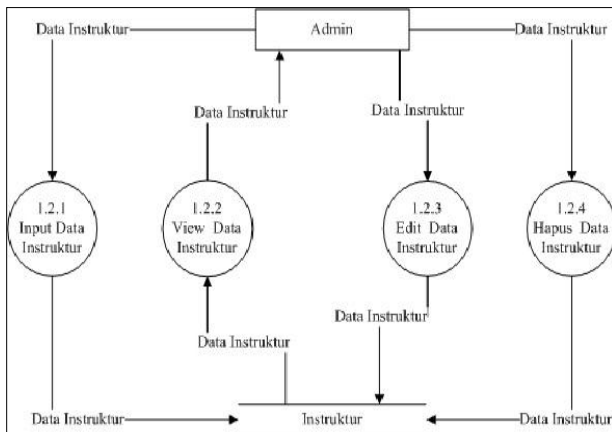 Data Instruktur
Admin
Data Instruktur
Data Instruktur
Data Instruktur
1.2.1
Input Data
Instruktur
1.2.2
View Data
Instruktur
1.2.3
Edit Data
Instruktur
1.2.4
Hapus Data
Instruktur
Data Instruktur
Data Instruktur
Data Instruktur
Instruktur
Data Instruktur